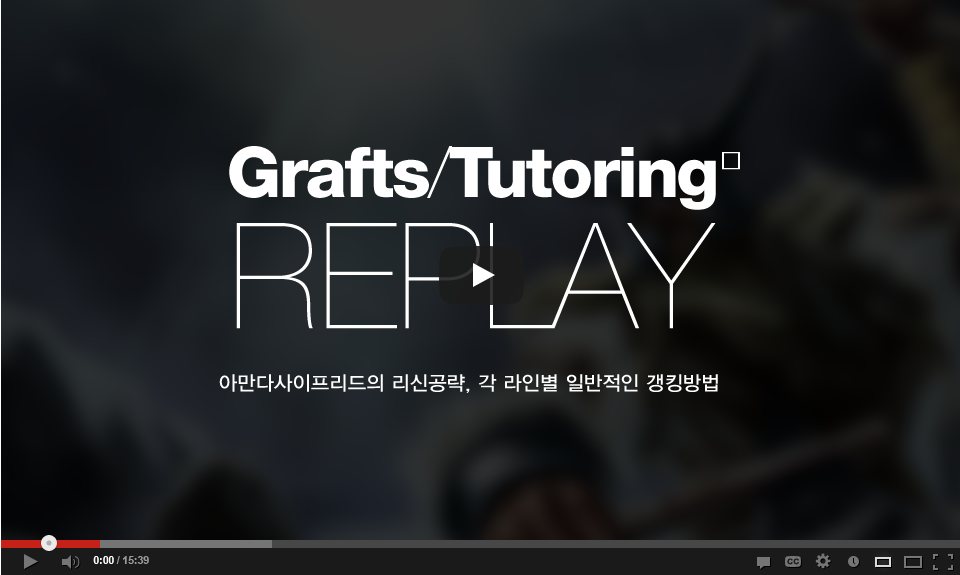 Grafts/Tutoring□
REPLAY
아만다사이프리드의 리신공략, 각 라인별 일반적인 갱킹방법
0:00 / 15:39
CC